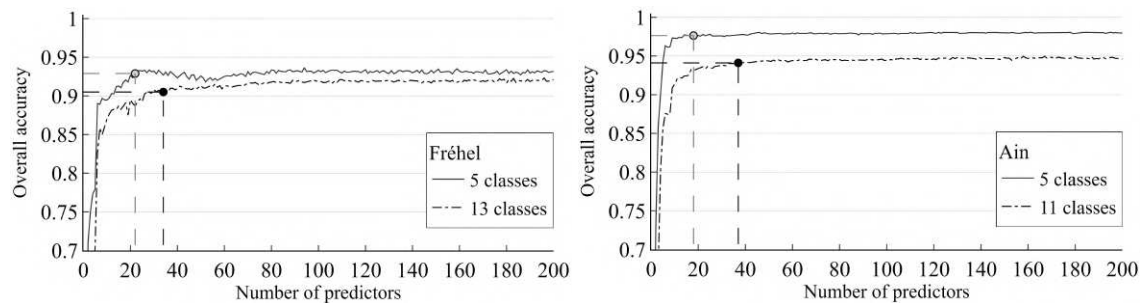 1
0.95
0.9
0.85
0.8
0.75
0.7
Overall accuracy
0 20 40 60 80 100 120 140 160 180 200
Number of predictors
Fréhel
5 classes
13 classes
1
0.95
0.9
0.85
0.8
0.75
0.7
Overall accuracy
0 20 40 60 80 100 120 140 160 180 200
Number of predictors
Ain
5 classes
11 classes